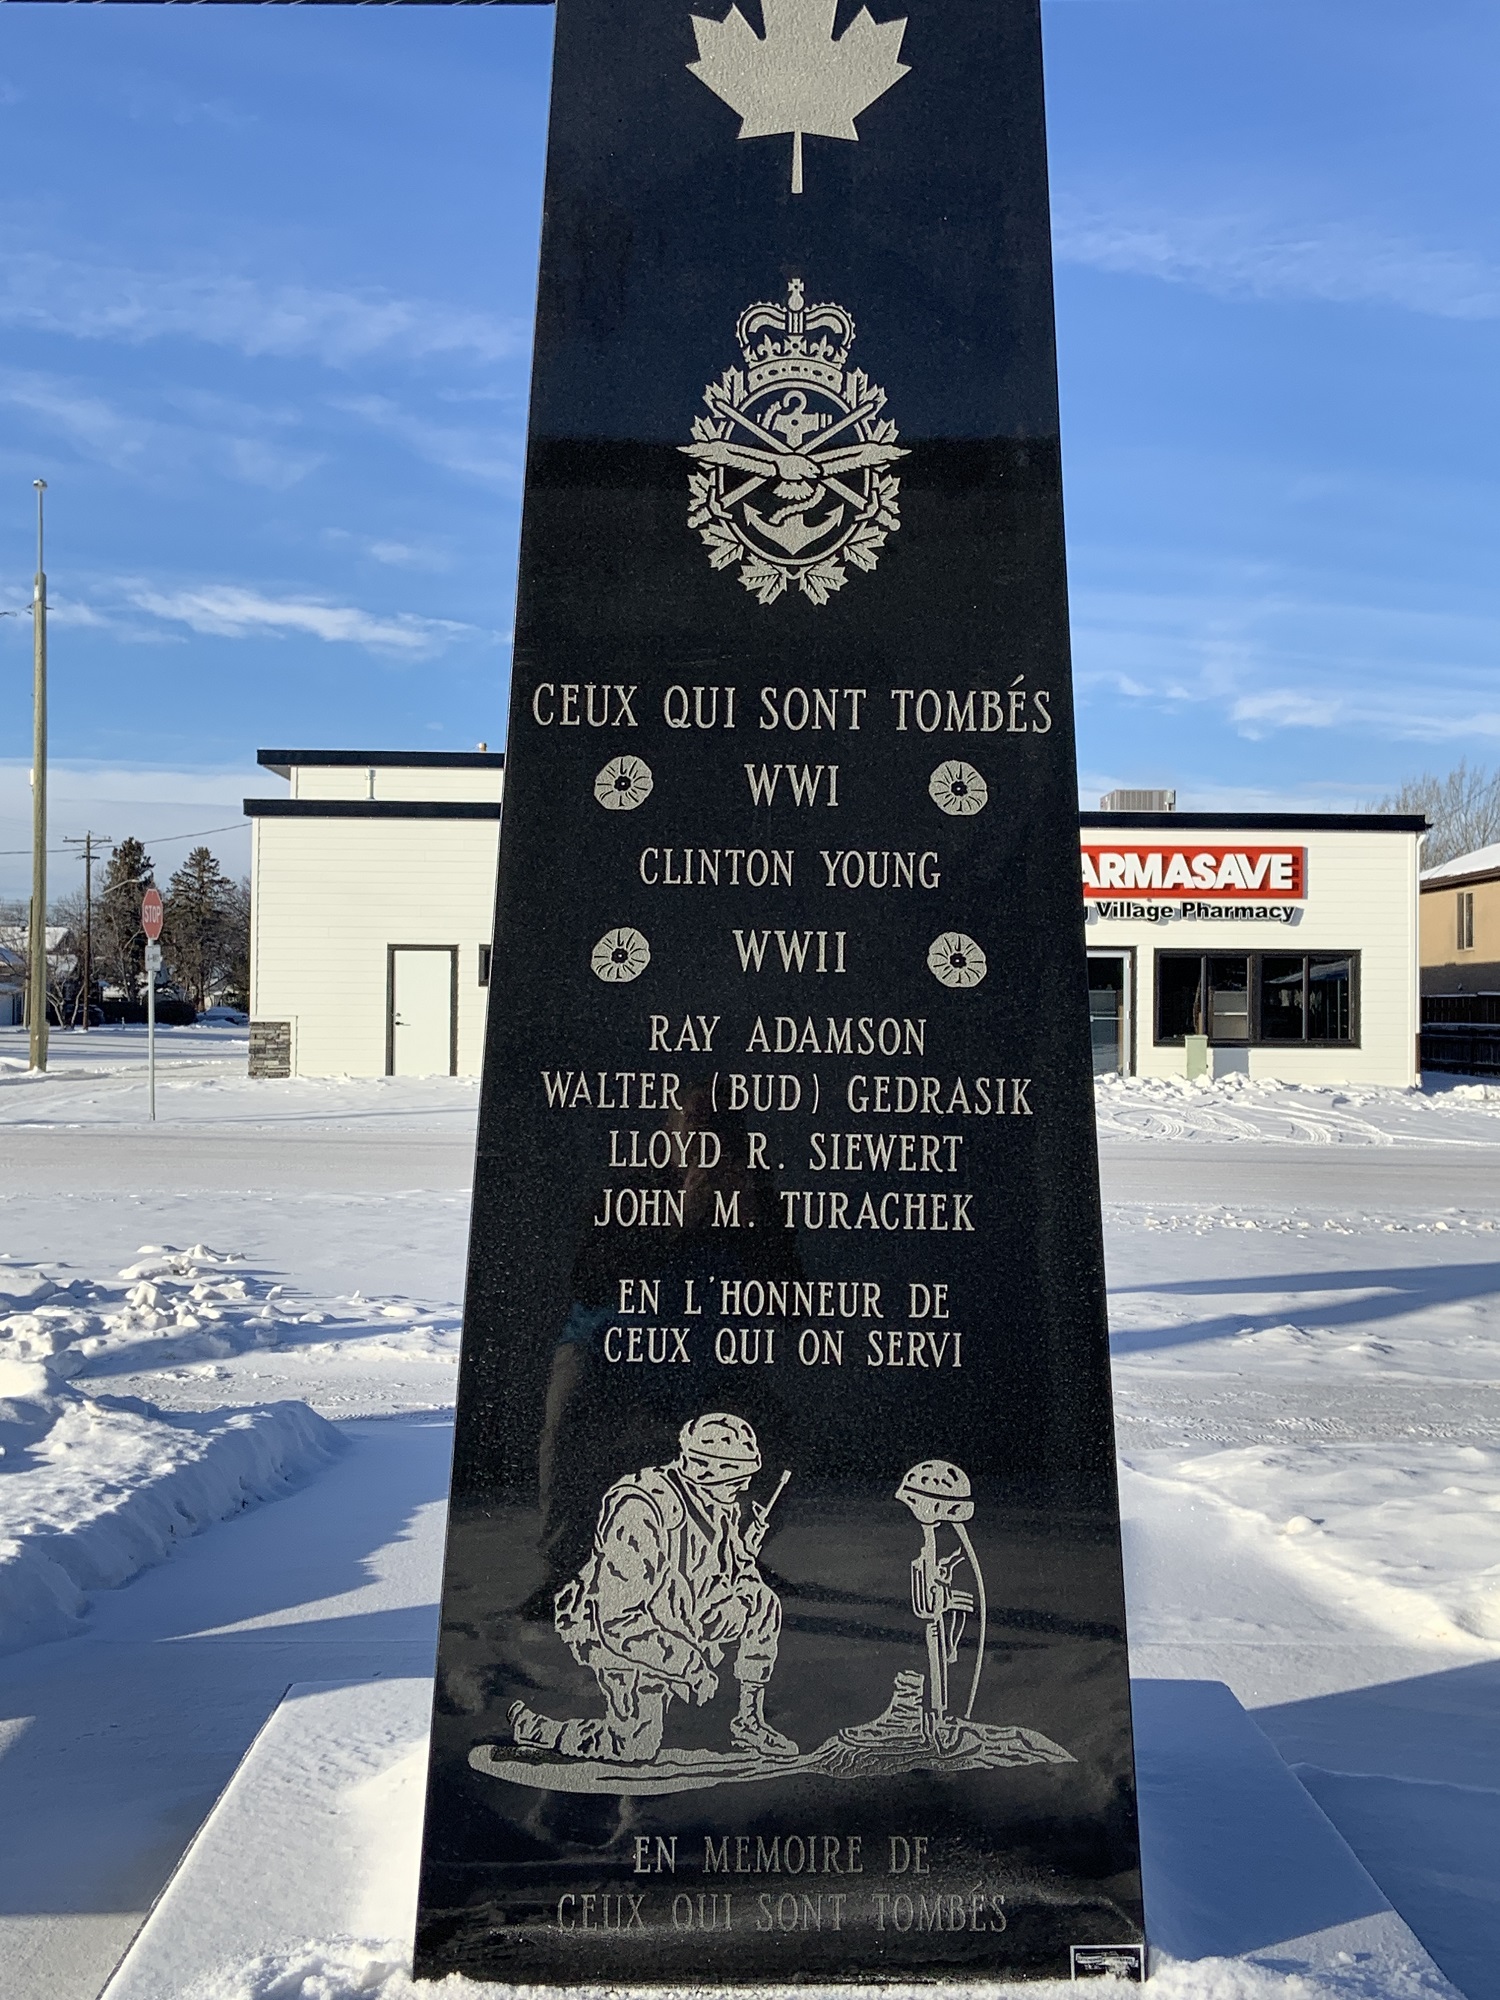 CEUX QUI SONT TOMBÉS
WWI
CLINTON YOUNG
WWII
RAY ADAMSON
WALTER (BUD) GEDRASIK
LLOYD R. SIEWERT
JOHN M. TURACHEK
EN L'HONNEUR DE
CEUX QUI ON SERVI
EN MEMOIRE DE
CEUX QUI SONT TOMBÉS
STOP
ARMASAVE
Village Pharmacy